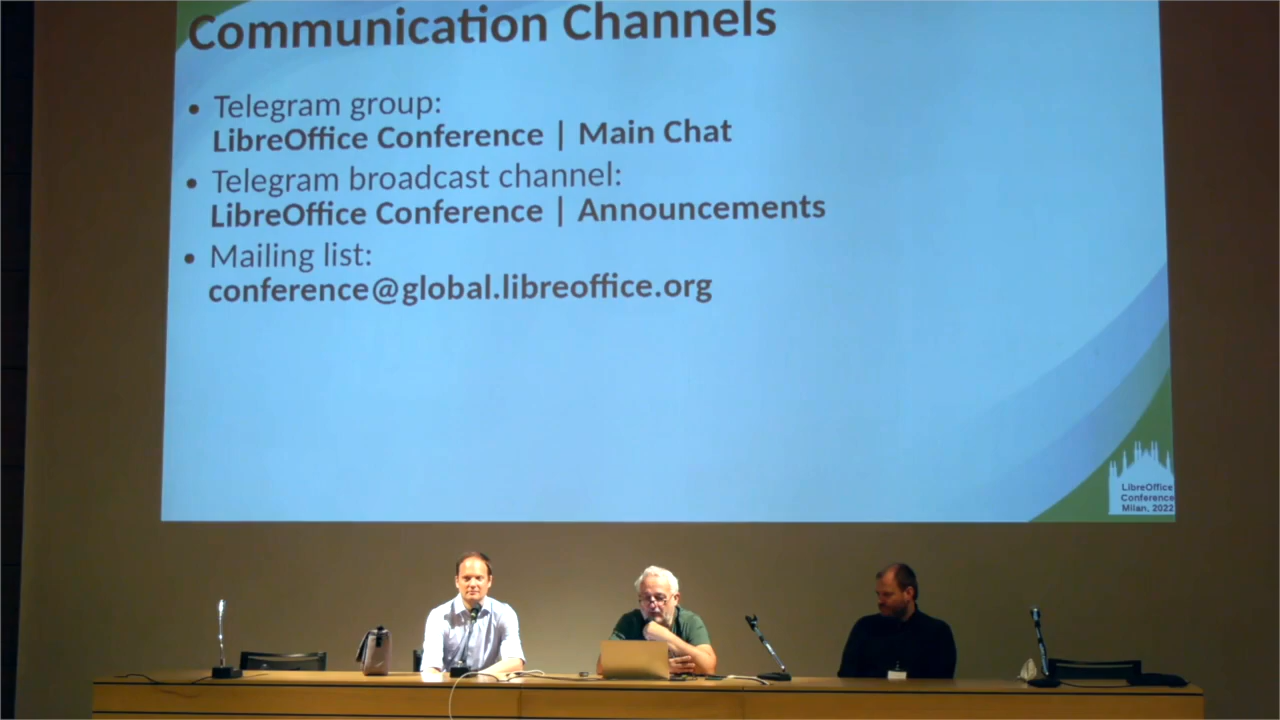 Communication Channels
• Telegram group:
LibreOffice Conference | Main Chat
• Telegram broadcast channel:
LibreOffice Conference | Announcements
• Mailing list:
conference@global.libreoffice.org
LibreOffice
Conference
Milan, 2022